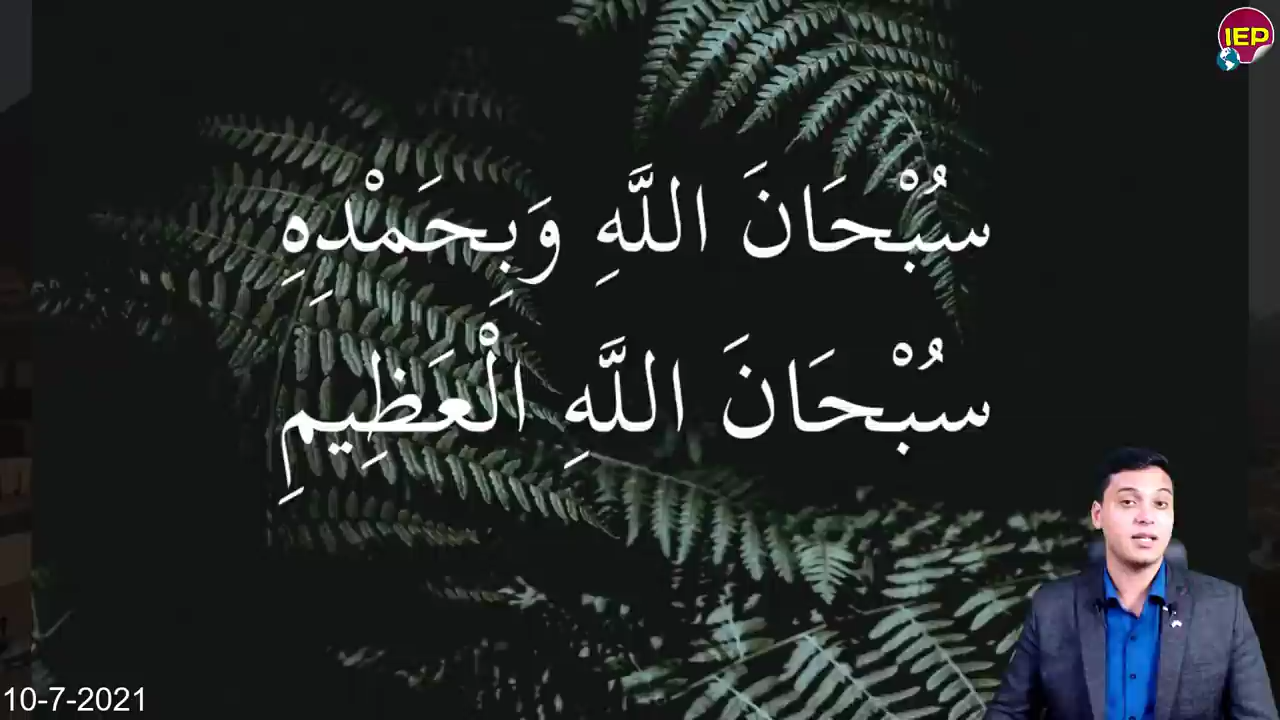 IEP
سُبْحَانَ اللَّهِ وَبِحَمْدِهِ
سُبْحَانَ اللَّهِ الْعَظِيمِ
10-7-2021